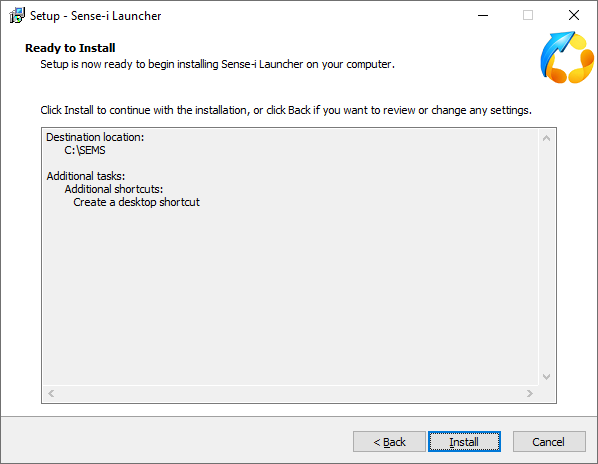 Setup - Sense-i Launcher
Ready to Install
Setup is now ready to begin installing Sense-i Launcher on your computer.
Click Install to continue with the installation, or click Back if you want to review or change any settings.
Destination location:
C:\SEMS
Additional tasks:
Additional shortcuts:
Create a desktop shortcut
< Back
Install
Cancel